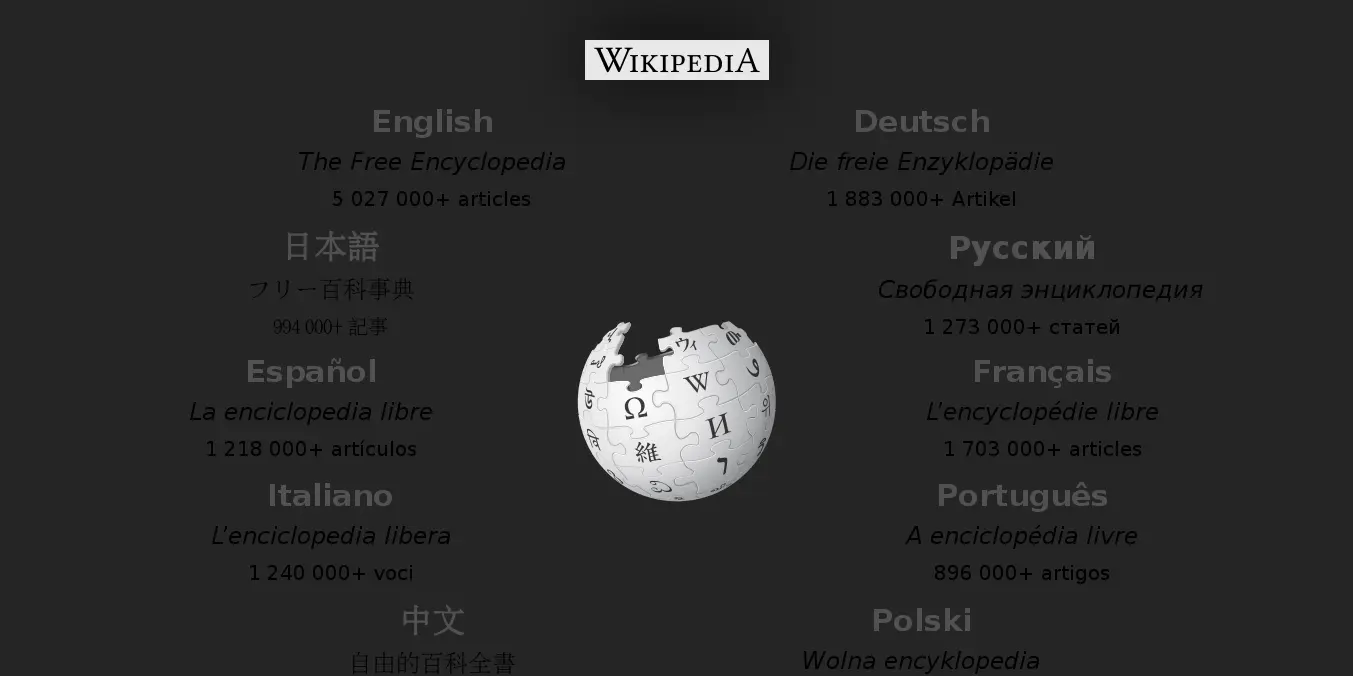 WIKIPEDIA
English
The Free Encyclopedia
5 027 000+ articles
Deutsch
Die freie Enzyklopädie
1 883 000+ Artikel
日本語
フリー百科事典
994 000+ 記事
Русский
Свободная энциклопедия
1 273 000+ статей
Español
La enciclopedia libre
1 218 000+ artículos
Français
L'encyclopédie libre
1 703 000+ articles
Ω
W
ウィ
И
維
Italiano
L'enciclopedia libera
1 240 000+ voci
Português
A enciclopédia livre
896 000+ artigos
中文
自由的百科全書
Polski
Wolna encyklopedia